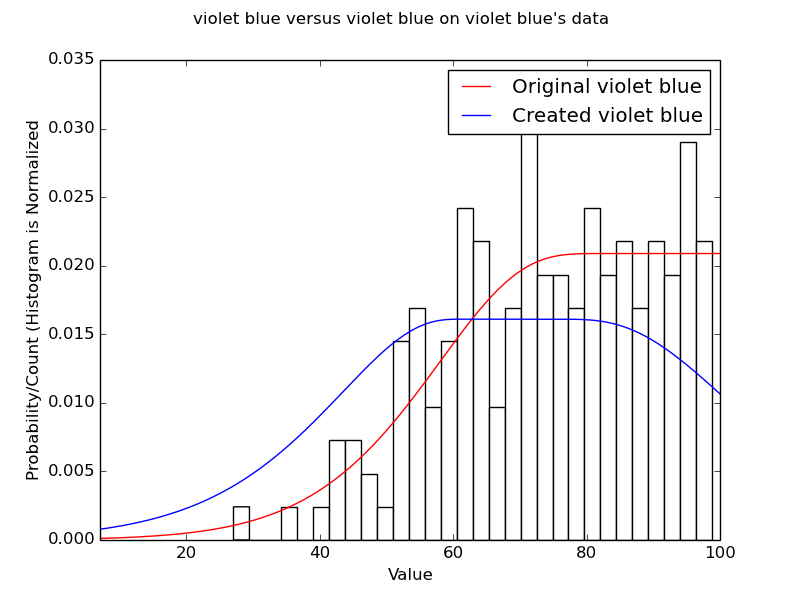 violet blue versus violet blue on violet blue's data
Original violet blue
Created violet blue
Probability/Count (Histogram is Normalized
0.035
0.030
0.025
0.020
0.015
0.010
0.005
0.000
20 40 60 80 100
Value